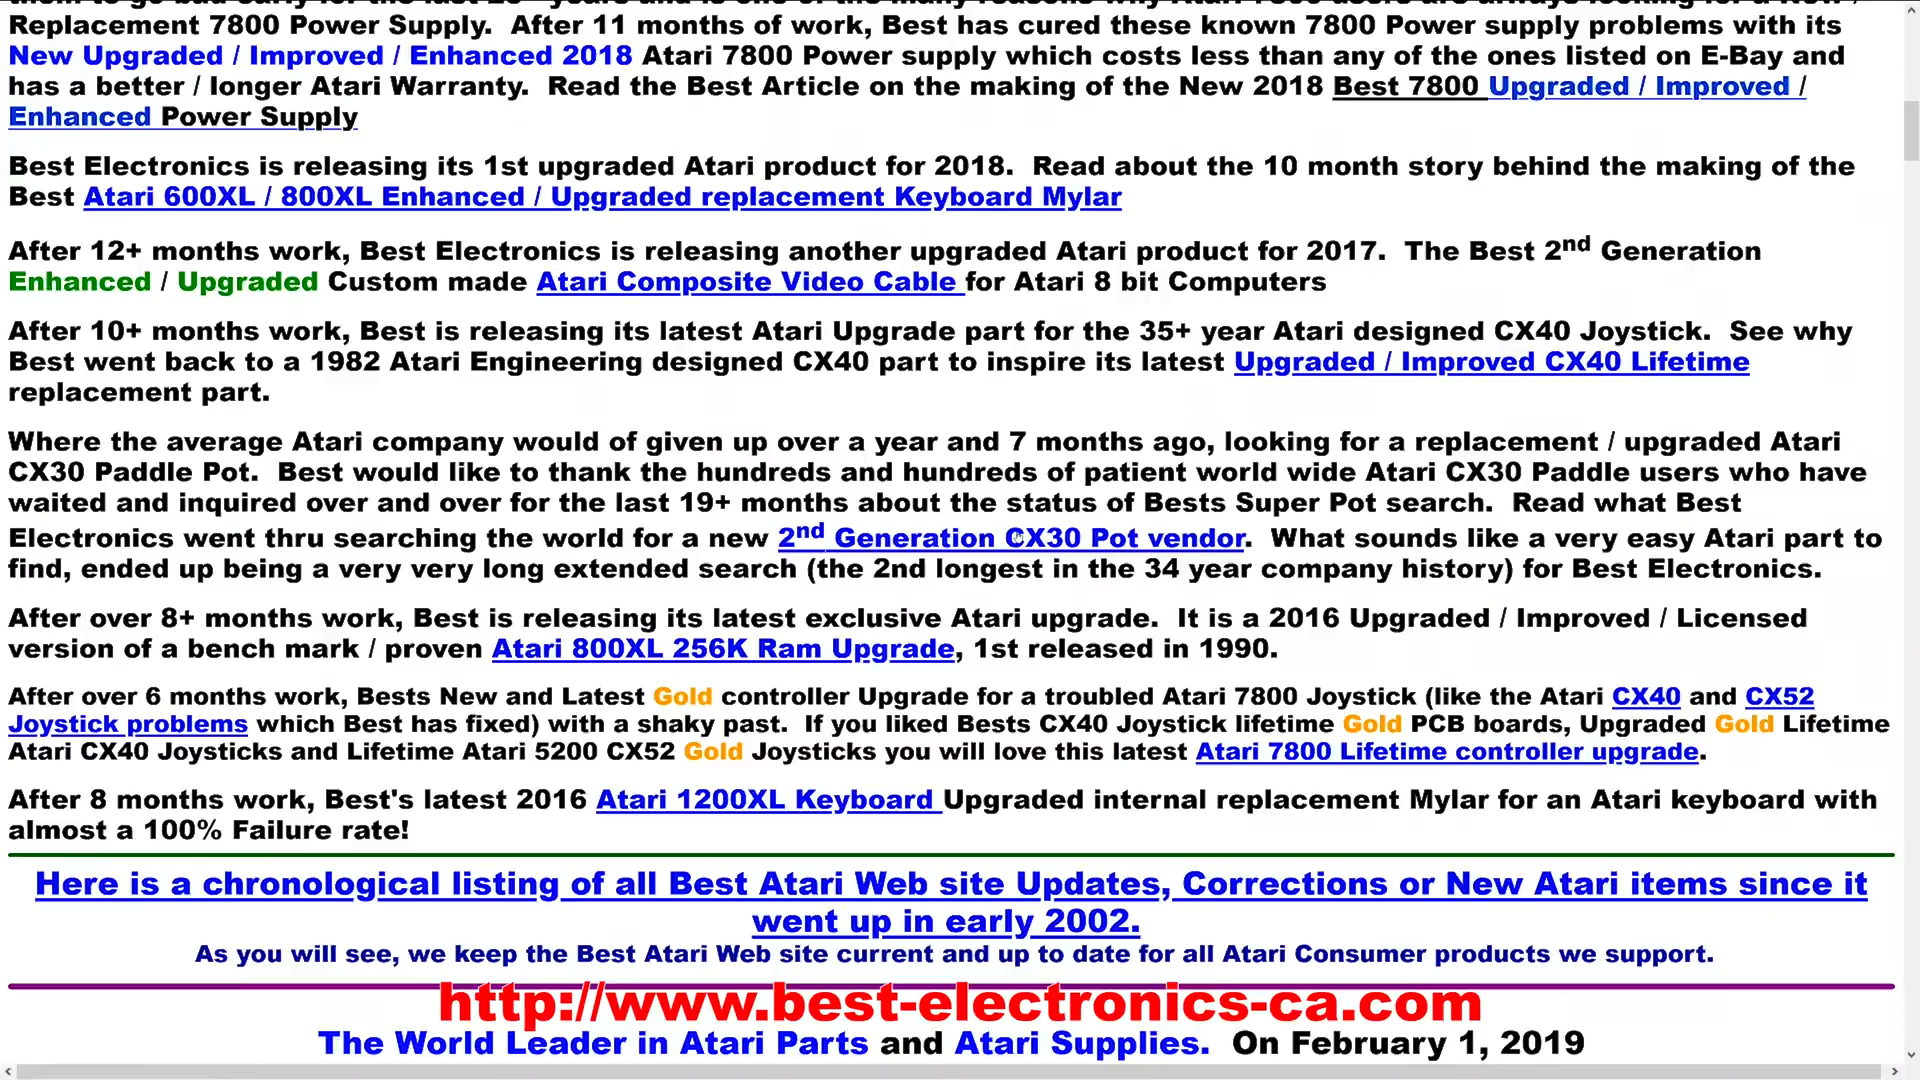 Replacement 7800 Power Supply.  After 11 months of work, Best has cured these known 7800 Power supply problems with its
New Upgraded / Improved / Enhanced 2018 Atari 7800 Power supply which costs less than any of the ones listed on E-Bay and
has a better / longer Atari Warranty.  Read the Best Article on the making of the New 2018 Best 7800 Upgraded / Improved /
Enhanced Power Supply
Best Electronics is releasing its 1st upgraded Atari product for 2018.  Read about the 10 month story behind the making of the
Best Atari 600XL / 800XL Enhanced / Upgraded replacement Keyboard Mylar
After 12+ months work, Best Electronics is releasing another upgraded Atari product for 2017.  The Best 2nd Generation
Enhanced / Upgraded Custom made Atari Composite Video Cable for Atari 8 bit Computers
After 10+ months work, Best is releasing its latest Atari Upgrade part for the 35+ year Atari designed CX40 Joystick.  See why
Best went back to a 1982 Atari Engineering designed CX40 part to inspire its latest Upgraded / Improved CX40 Lifetime
replacement part.
Where the average Atari company would of given up over a year and 7 months ago, looking for a replacement / upgraded Atari
CX30 Paddle Pot.  Best would like to thank the hundreds and hundreds of patient world wide Atari CX30 Paddle users who have
waited and inquired over and over for the last 19+ months about the status of Bests Super Pot search.  Read what Best
Electronics went thru searching the world for a new 2nd Generation CX30 Pot vendor.  What sounds like a very easy Atari part to
find, ended up being a very very long extended search (the 2nd longest in the 34 year company history) for Best Electronics.
After over 8+ months work, Best is releasing its latest exclusive Atari upgrade.  It is a 2016 Upgraded / Improved / Licensed
version of a bench mark / proven Atari 800XL 256K Ram Upgrade, 1st released in 1990.
After over 6 months work, Bests New and Latest Gold controller Upgrade for a troubled Atari 7800 Joystick (like the Atari CX40 and CX52
Joystick problems which Best has fixed) with a shaky past.  If you liked Bests CX40 Joystick lifetime Gold PCB boards, Upgraded Gold Lifetime
Atari CX40 Joysticks and Lifetime Atari 5200 CX52 Gold Joysticks you will love this latest Atari 7800 Lifetime controller upgrade.
After 8 months work, Best's latest 2016 Atari 1200XL Keyboard Upgraded internal replacement Mylar for an Atari keyboard with
almost a 100% Failure rate!
Here is a chronological listing of all Best Atari Web site Updates, Corrections or New Atari items since it
went up in early 2002.
As you will see, we keep the Best Atari Web site current and up to date for all Atari Consumer products we support.
http://www.best-electronics-ca.com
The World Leader in Atari Parts and Atari Supplies.  On February 1, 2019